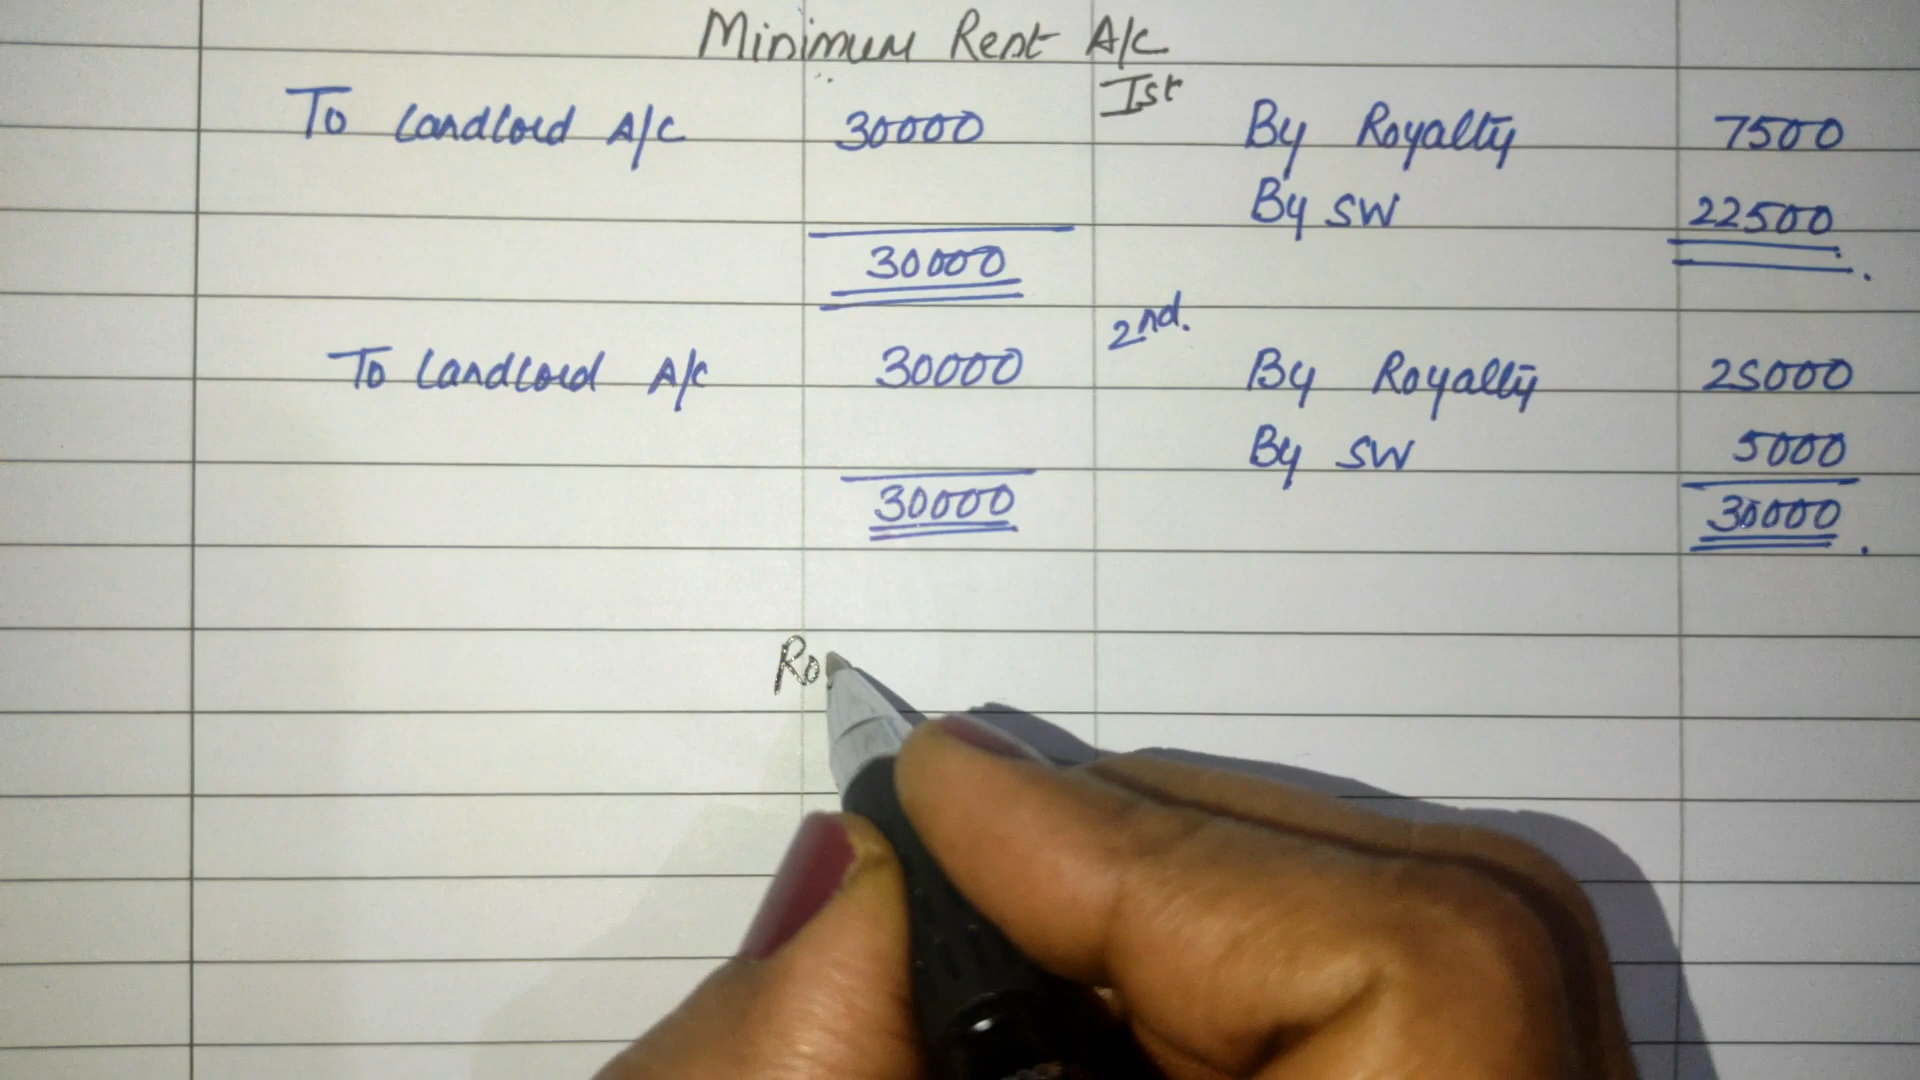 Minimum Rent A/c
Ist
To Landlord A/c 30000 By Royalty 7500
By SW 22500
30000
2nd.
To Landlord A/c 30000 By Royalty 25000
By SW 5000
30000 30000
Ro